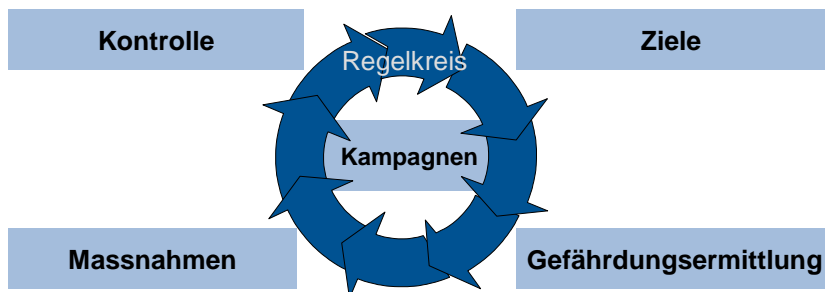 Kontrolle
Ziele
Regelkreis
Kampagnen
Massnahmen
Gefährdungsermittlung